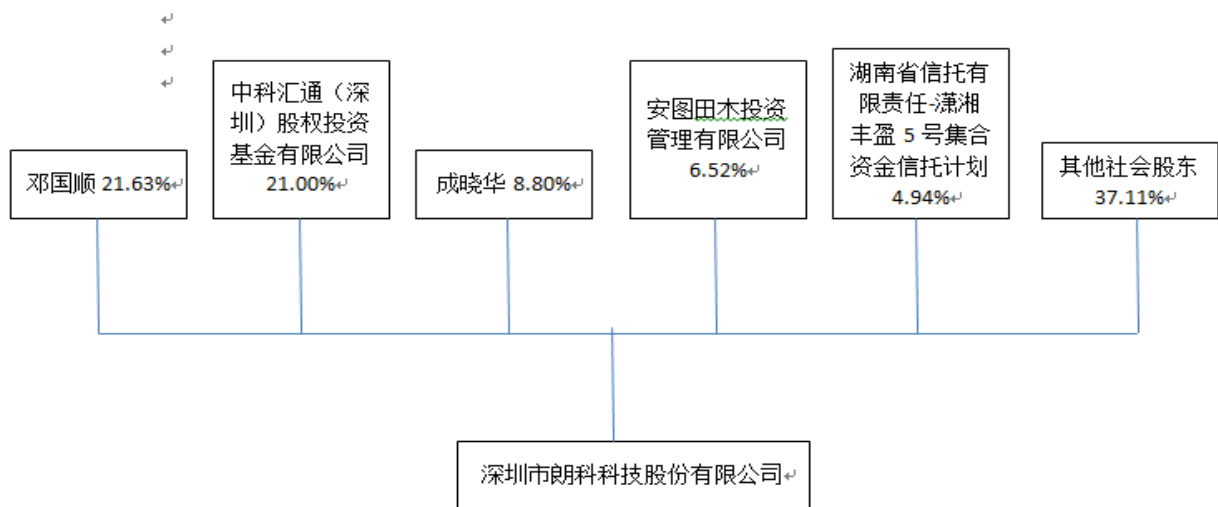 邓国顺 21.63%
中科汇通（深
圳）股权投资
基金有限公司
21.00%
成晓华 8.80%
安图田木投资
管理有限公司
6.52%
湖南省信托有
限责任-潇湘
丰盈 5 号集合
资金信托计划
4.94%
其他社会股东
37.11%
深圳市朗科科技股份有限公司